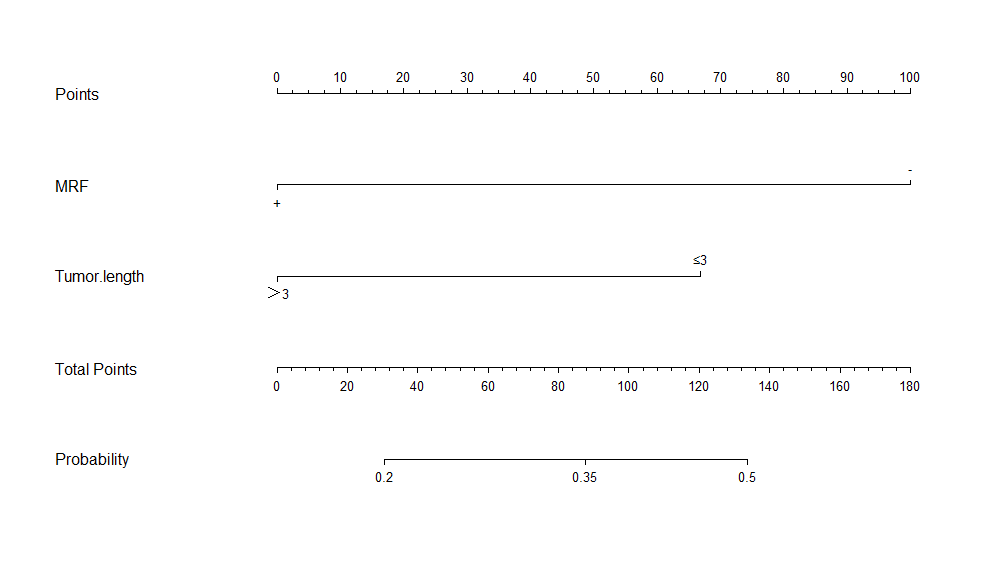 0 10 20 30 40 50 60 70 80 90 100
Points
-
MRF
+
≤3
Tumor.length
>3
Total Points
0 20 40 60 80 100 120 140 160 180
Probability
0.2 0.35 0.5